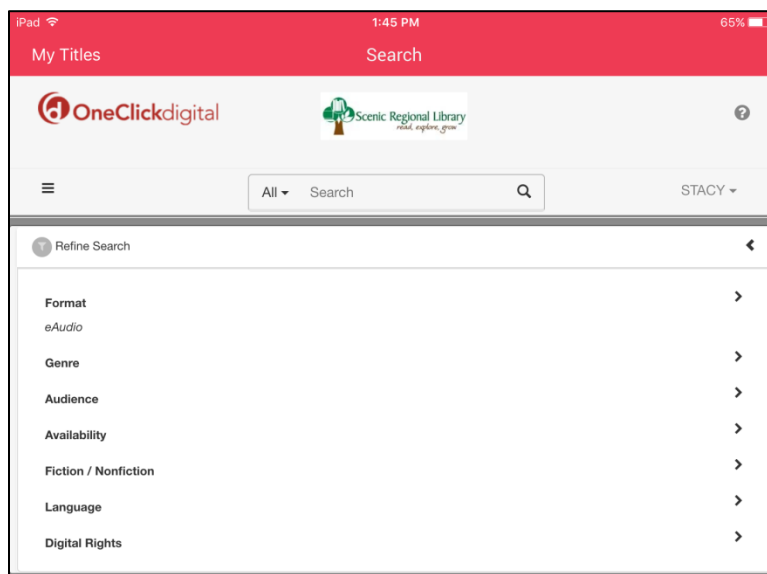 iPad 1:45 PM 65%
My Titles Search
OneClickdigital Scenic Regional Library
read, explore, grow
All Search STACY
Refine Search
Format
eAudio
Genre
Audience
Availability
Fiction / Nonfiction
Language
Digital Rights